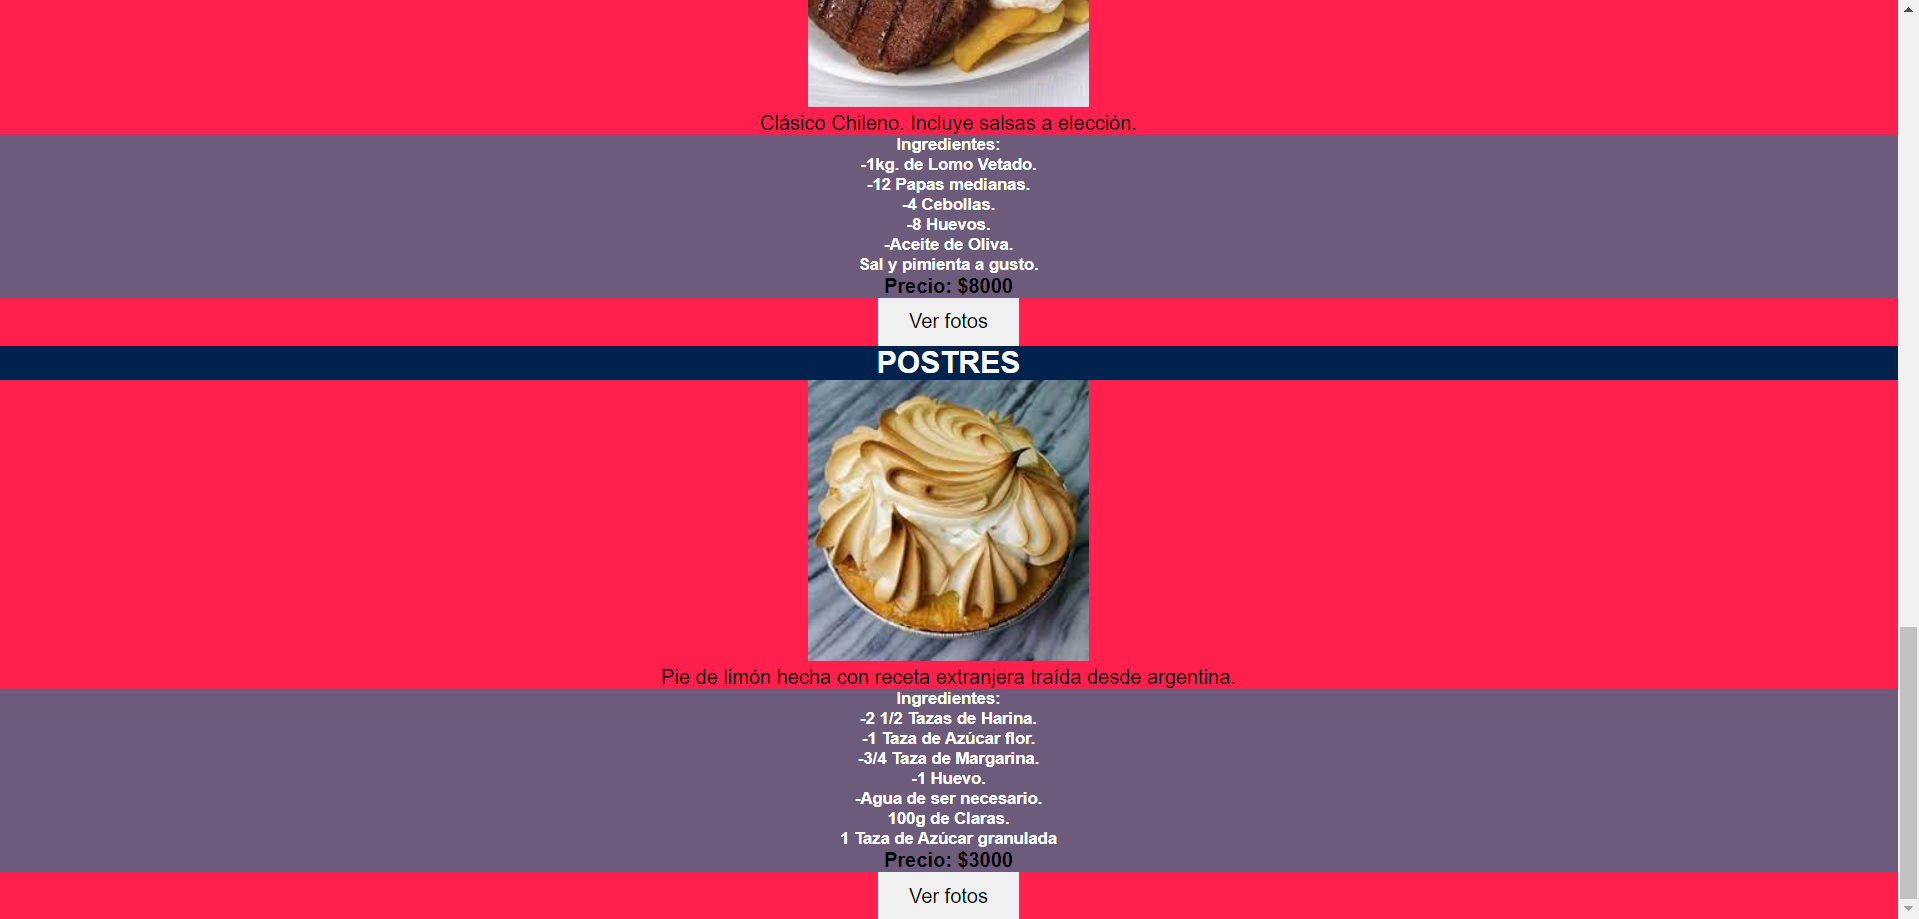 Clásico Chileno. Incluye salsas a elección.
Ingredientes:
-1kg. de Lomo Vetado.
-12 Papas medianas.
-4 Cebollas.
-8 Huevos.
-Aceite de Oliva.
Sal y pimienta a gusto.
Precio: $8000
Ver fotos
POSTRES
Pie de limón hecha con receta extranjera traída desde argentina.
Ingredientes:
-2 1/2 Tazas de Harina.
-1 Taza de Azúcar flor.
-3/4 Taza de Margarina.
-1 Huevo.
-Agua de ser necesario.
100g de Claras.
1 Taza de Azúcar granulada
Precio: $3000
Ver fotos